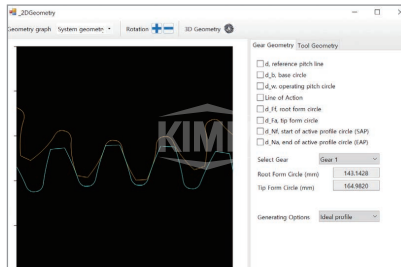 _2DGeometry
Geometry graph System geometr Rotation 3D Geometry
Gear Geometry Tool Geometry
d, reference pitch line
d_b, base circle
d_w, operating pitch circle
Line of Action
d_Ff, root form circle
d_Fa, tip form circle
d_Nf, start of active profile circle (SAP)
d_Na, end of active profile circle (EAP)
Select Gear Gear 1
Root Form Circle (mm) 143.1428
Tip Form Circle (mm) 164.9820
Generating Options Ideal profile
KIMM